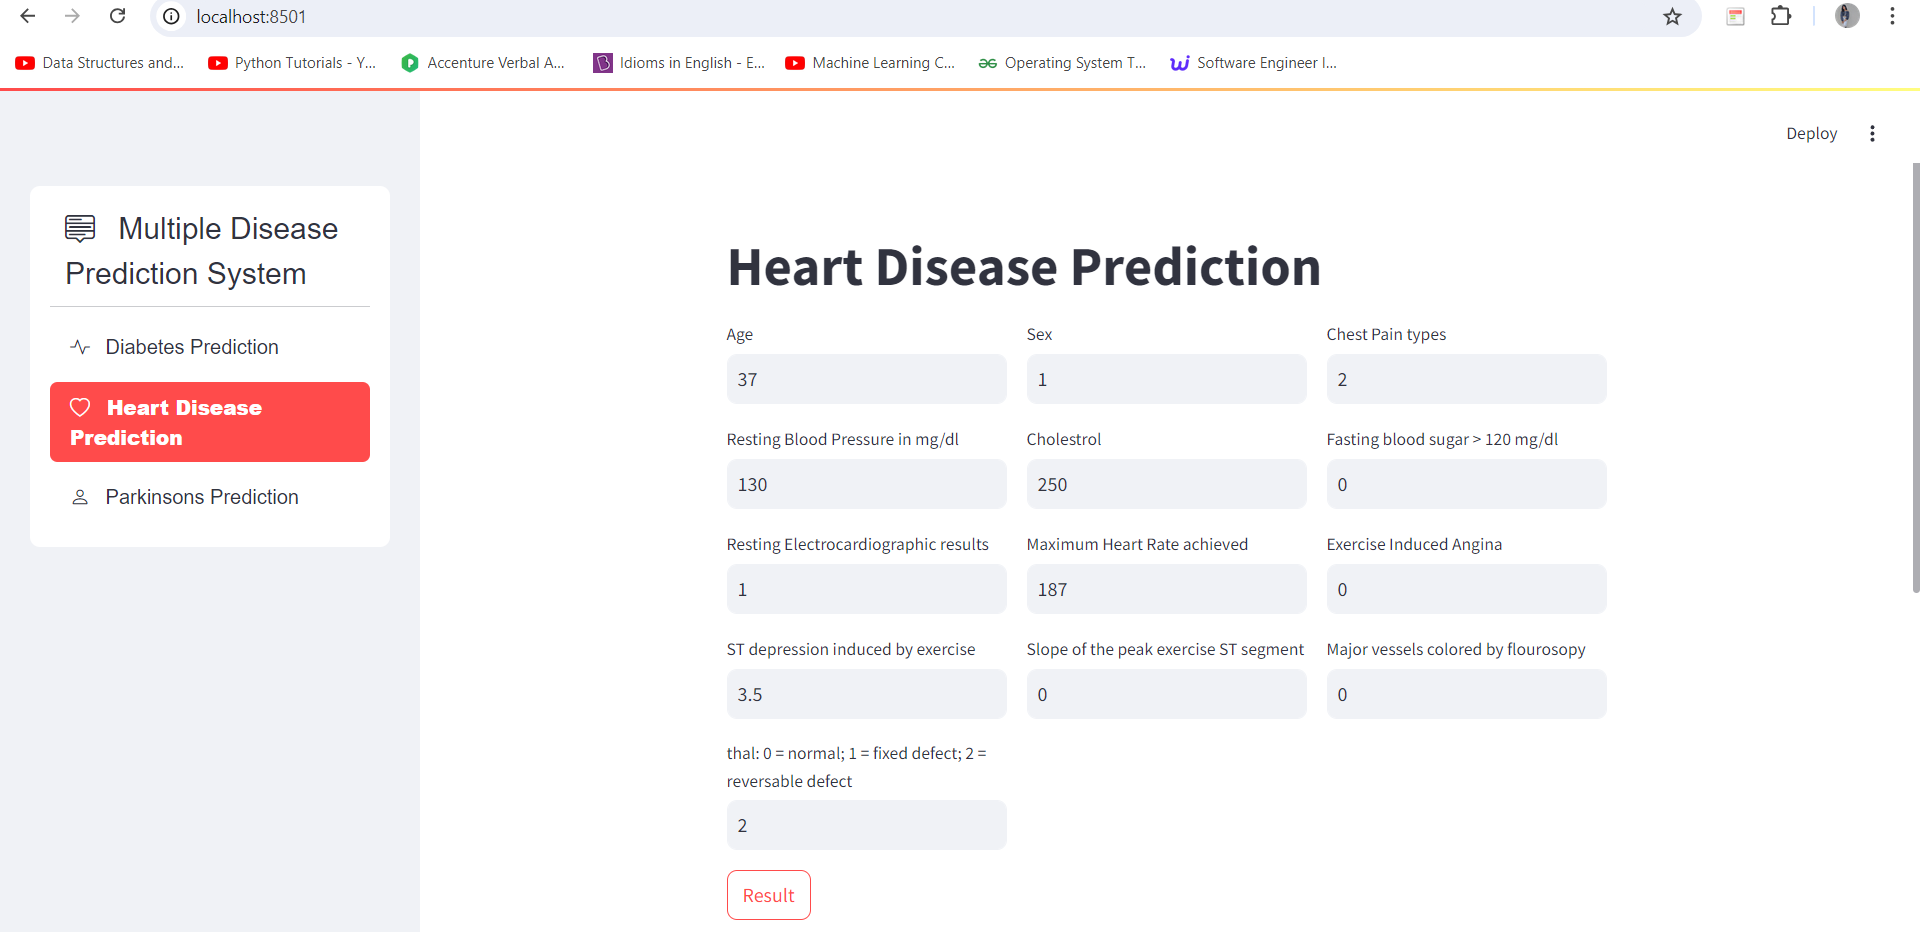 localhost:8501
Data Structures and...
Python Tutorials - Y...
Accenture Verbal A...
Idioms in English - E...
Machine Learning C...
Operating System T...
Software Engineer I...
Deploy
Multiple Disease
Prediction System
Diabetes Prediction
Heart Disease
Prediction
Parkinsons Prediction
Heart Disease Prediction
Age
Sex
Chest Pain types
37
1
2
Resting Blood Pressure in mg/dl
Cholestrol
Fasting blood sugar > 120 mg/dl
130
250
0
Resting Electrocardiographic results
Maximum Heart Rate achieved
Exercise Induced Angina
1
187
0
ST depression induced by exercise
Slope of the peak exercise ST segment
Major vessels colored by flourosopy
3.5
0
0
thal: 0 = normal; 1 = fixed defect; 2 =
reversable defect
2
Result